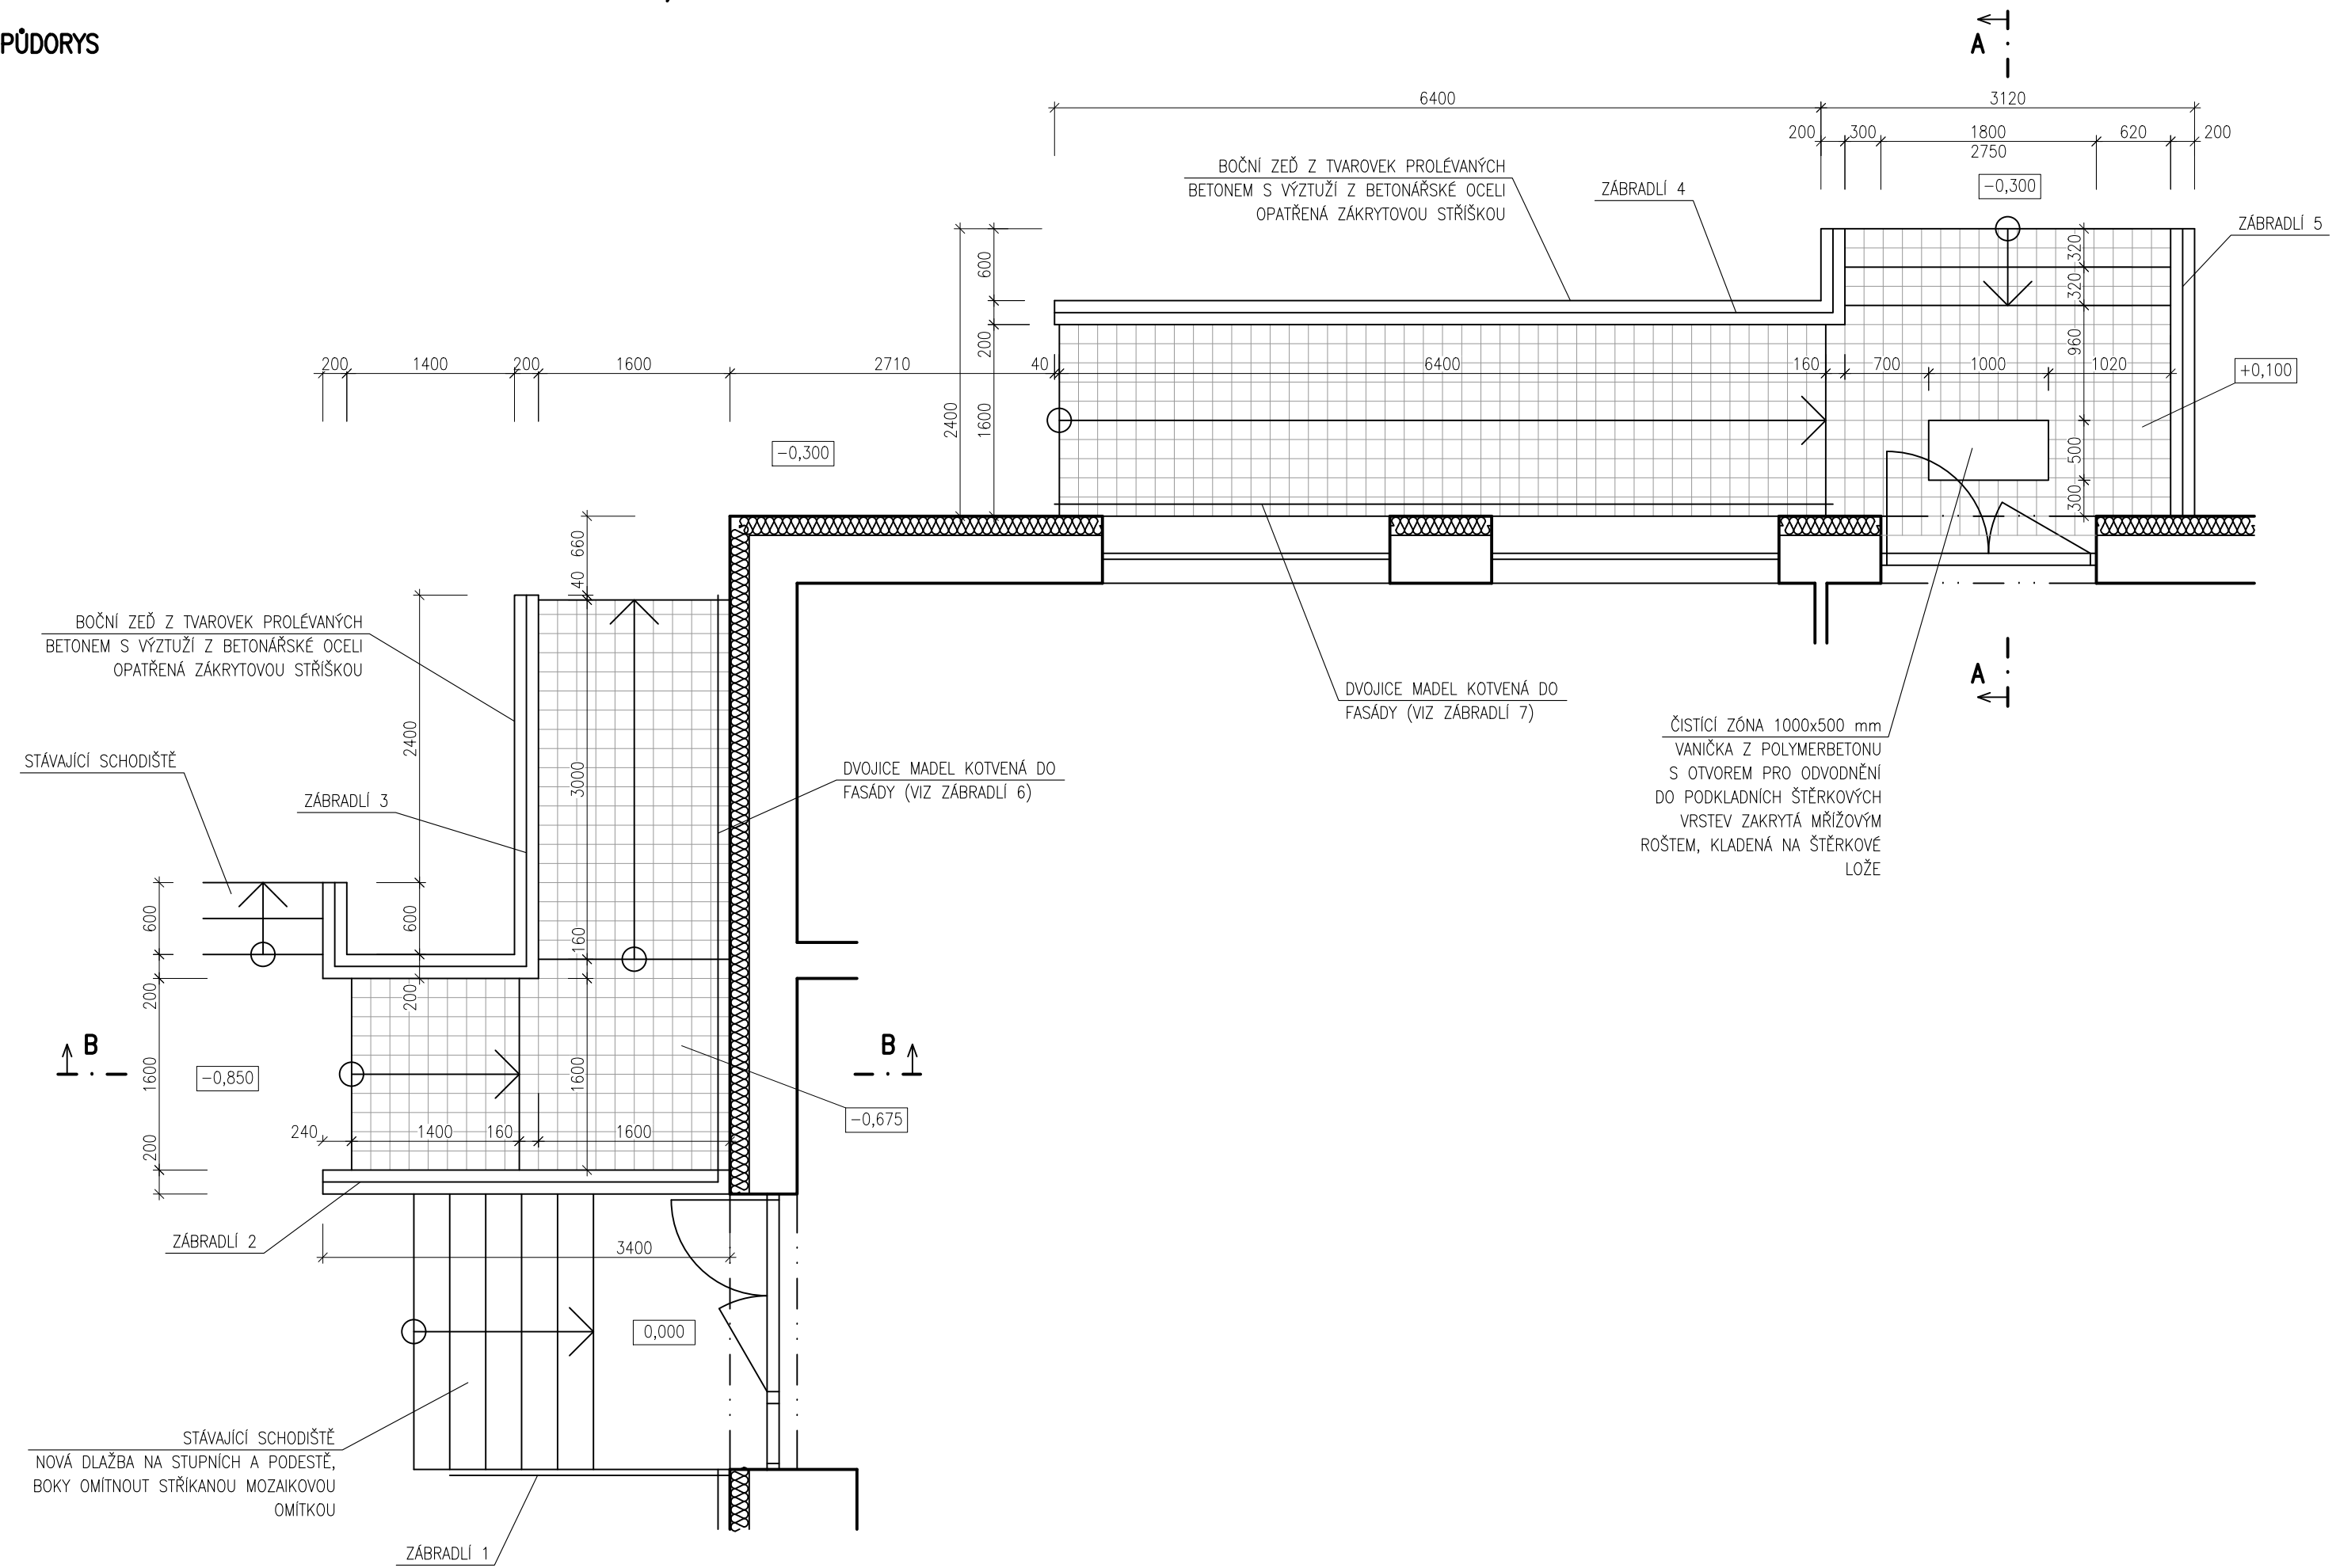 PŮDORYS
A
6400
3120
200
300
1800
620
200
2750
-0,300
BOČNÍ ZEĎ Z TVAROVEK PROLÉVANÝCH
BETONEM S VÝZTUŽÍ Z BETONÁŘSKÉ OCELI
OPATŘENÁ ZÁKRYTOVOU STŘÍŠKOU
ZÁBRADLÍ 4
ZÁBRADLÍ 5
600
200
2400
1600
320
320
960
500
300
200
1400
200
1600
2710
40
6400
160
700
1000
1020
+0,100
-0,300
660
40
BOČNÍ ZEĎ Z TVAROVEK PROLÉVANÝCH
BETONEM S VÝZTUŽÍ Z BETONÁŘSKÉ OCELI
OPATŘENÁ ZÁKRYTOVOU STŘÍŠKOU
2400
3000
STÁVAJÍCÍ SCHODIŠTĚ
ZÁBRADLÍ 3
DVOJICE MADEL KOTVENÁ DO
FASÁDY (VIZ ZÁBRADLÍ 6)
DVOJICE MADEL KOTVENÁ DO
FASÁDY (VIZ ZÁBRADLÍ 7)
A
ČISTÍCÍ ZÓNA 1000x500 mm
VANIČKA Z POLYMERBETONU
S OTVOREM PRO ODVODNĚNÍ
DO PODKLADNÍCH ŠTĚRKOVÝCH
VRSTEV ZAKRYTÁ MŘÍŽOVÝM
ROŠTEM, KLADENÁ NA ŠTĚRKOVÉ
LOŽE
600
600
160
200
200
B
B
1600
-0,850
1600
-0,675
240
1400
160
1600
200
ZÁBRADLÍ 2
3400
0,000
STÁVAJÍCÍ SCHODIŠTĚ
NOVÁ DLAŽBA NA STUPNÍCH A PODESTĚ,
BOKY OMÍTNOUT STŘÍKANOU MOZAIKOVOU
OMÍTKOU
ZÁBRADLÍ 1